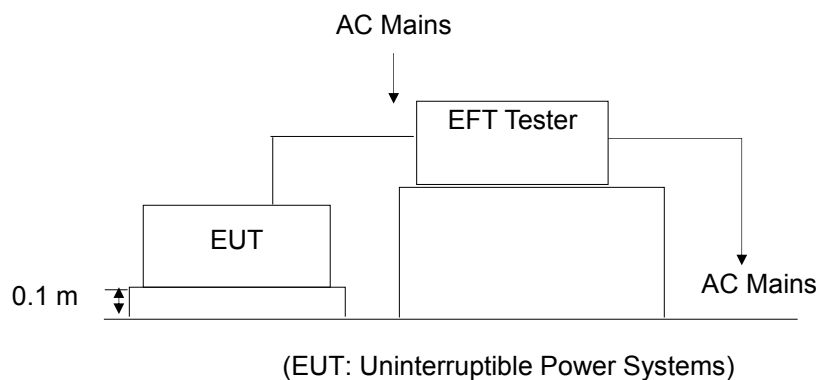 AC Mains
EFT Tester
EUT
0.1 m
AC Mains
(EUT: Uninterruptible Power Systems)